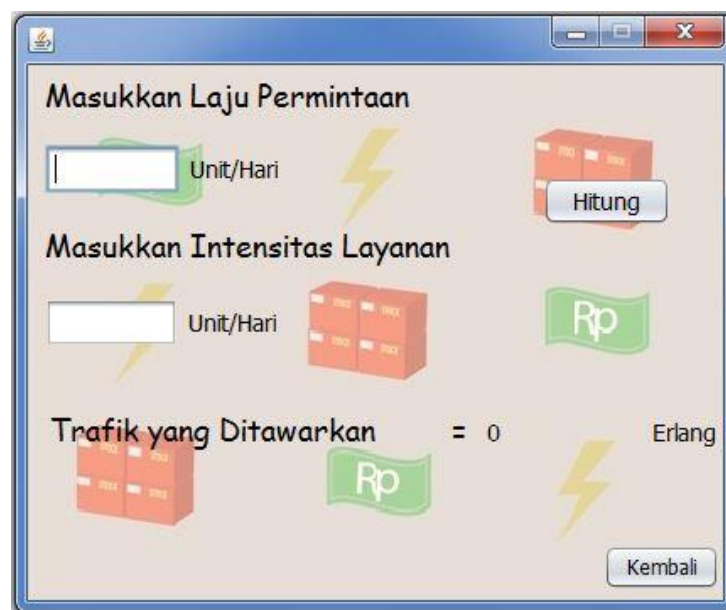 Masukkan Laju Permintaan
Unit/Hari
Hitung
Masukkan Intensitas Layanan
Unit/Hari
Rp
Trafik yang Ditawarkan = 0 Erlang
Rp
Kembali